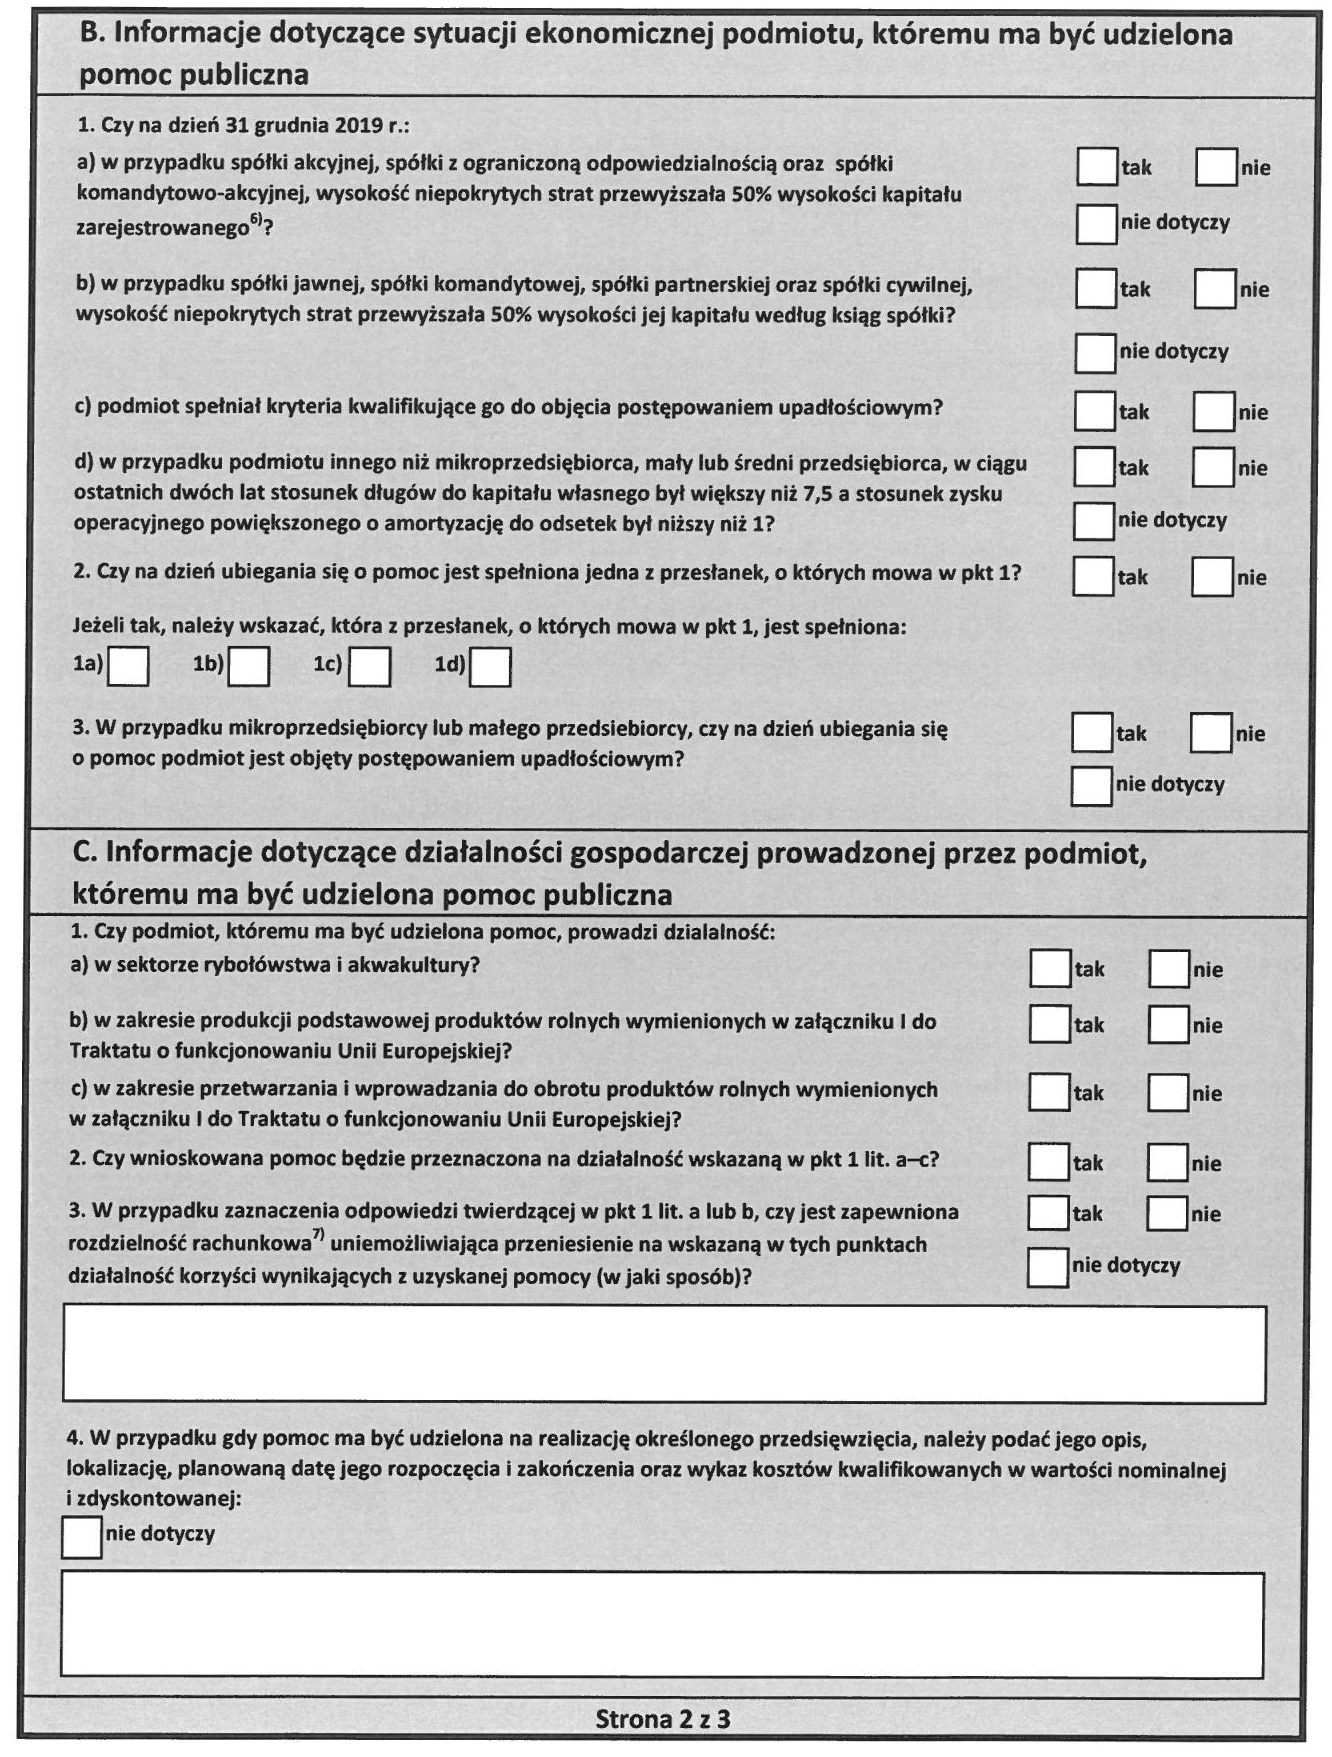 B. Informacje dotyczące sytuacji ekonomicznej podmiotu, któremu ma być udzielona
pomoc publiczna
1. Czy na dzień 31 grudnia 2019 r.:
a) w przypadku spółki akcyjnej, spółki z ograniczoną odpowiedzialnością oraz spółki
komandytowo-akcyjnej, wysokość niepokrytych strat przewyższała 50% wysokości kapitału
zarejestrowanego6)?
tak nie
nie dotyczy
b) w przypadku spółki jawnej, spółki komandytowej, spółki partnerskiej oraz spółki cywilnej,
wysokość niepokrytych strat przewyższała 50% wysokości jej kapitału według ksiąg spółki?
tak nie
nie dotyczy
c) podmiot spełniał kryteria kwalifikujące go do objęcia postępowaniem upadłościowym?
tak nie
d) w przypadku podmiotu innego niż mikroprzedsiębiorca, mały lub średni przedsiębiorca, w ciągu
ostatnich dwóch lat stosunek długów do kapitału własnego był większy niż 7,5 a stosunek zysku
operacyjnego powiększonego o amortyzację do odsetek był niższy niż 1?
tak nie
nie dotyczy
2. Czy na dzień ubiegania się o pomoc jest spełniona jedna z przesłanek, o których mowa w pkt 1?
tak nie
Jeżeli tak, należy wskazać, która z przesłanek, o których mowa w pkt 1, jest spełniona:
1a) 1b) 1c) 1d)
3. W przypadku mikroprzedsiębiorcy lub małego przedsiebiorcy, czy na dzień ubiegania się
o pomoc podmiot jest objęty postępowaniem upadłościowym?
tak nie
nie dotyczy
C. Informacje dotyczące działalności gospodarczej prowadzonej przez podmiot,
któremu ma być udzielona pomoc publiczna
1. Czy podmiot, któremu ma być udzielona pomoc, prowadzi dzialalność:
a) w sektorze rybołówstwa i akwakultury?
tak nie
b) w zakresie produkcji podstawowej produktów rolnych wymienionych w załączniku I do
Traktatu o funkcjonowaniu Unii Europejskiej?
tak nie
c) w zakresie przetwarzania i wprowadzania do obrotu produktów rolnych wymienionych
w załączniku I do Traktatu o funkcjonowaniu Unii Europejskiej?
tak nie
2. Czy wnioskowana pomoc będzie przeznaczona na działalność wskazaną w pkt 1 lit. a–c?
tak nie
3. W przypadku zaznaczenia odpowiedzi twierdzącej w pkt 1 lit. a lub b, czy jest zapewniona
rozdzielność rachunkowa7) uniemożliwiająca przeniesienie na wskazaną w tych punktach
działalność korzyści wynikających z uzyskanej pomocy (w jaki sposób)?
tak nie
nie dotyczy
4. W przypadku gdy pomoc ma być udzielona na realizację określonego przedsięwzięcia, należy podać jego opis,
lokalizację, planowaną datę jego rozpoczęcia i zakończenia oraz wykaz kosztów kwalifikowanych w wartości nominalnej
i zdyskontowanej:
nie dotyczy
Strona 2 z 3